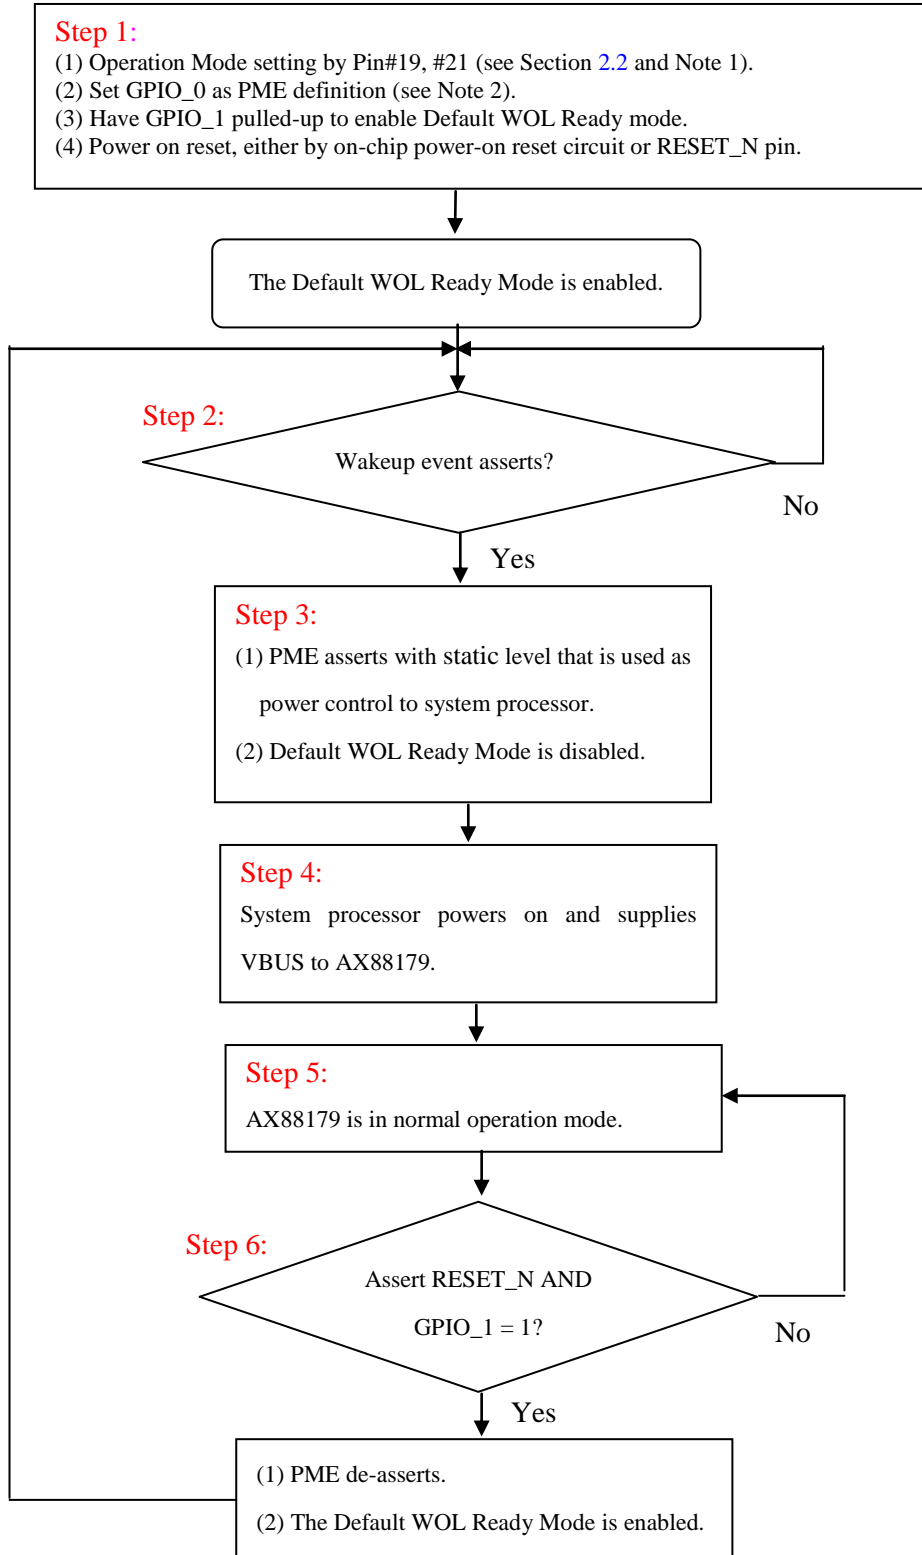 Step 1:
(1) Operation Mode setting by Pin#19, #21 (see Section 2.2 and Note 1).
(2) Set GPIO_0 as PME definition (see Note 2).
(3) Have GPIO_1 pulled-up to enable Default WOL Ready mode.
(4) Power on reset, either by on-chip power-on reset circuit or RESET_N pin.
The Default WOL Ready Mode is enabled.
Step 2:
Wakeup event asserts?
No
Yes
Step 3:
(1) PME asserts with static level that is used as
power control to system processor.
(2) Default WOL Ready Mode is disabled.
Step 4:
System processor powers on and supplies
VBUS to AX88179.
Step 5:
AX88179 is in normal operation mode.
Step 6:
Assert RESET_N AND
GPIO_1 = 1?
No
Yes
(1) PME de-asserts.
(2) The Default WOL Ready Mode is enabled.